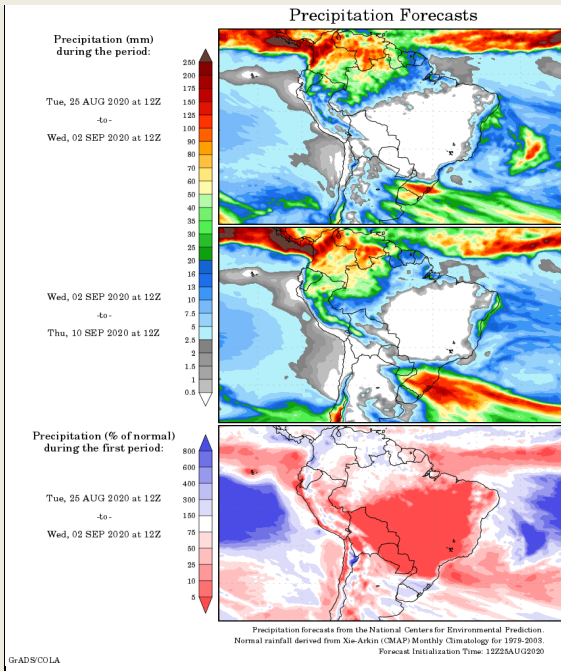 Precipitation Forecasts
Precipitation (mm)
during the period:
Tue, 25 AUG 2020 at 12Z
-to-
Wed, 02 SEP 2020 at 12Z
250
200
175
150
125
100
90
80
70
60
50
40
35
30
25
20
16
13
10
7.5
5
2.5
2
1.5
1
0.5
Wed, 02 SEP 2020 at 12Z
-to-
Thu, 10 SEP 2020 at 12Z
Precipitation (% of normal)
during the first period:
Tue, 25 AUG 2020 at 12Z
-to-
Wed, 02 SEP 2020 at 12Z
800
600
400
300
150
75
50
25
10
5
Precipitation forecasts from the National Centers for Environmental Prediction.
Normal rainfall derived from Xie-Arkin (CMAP) Monthly Climatology for 1979-2003.
Forecast Initialization Time: 12Z25AUG2020
GrADS/COLA